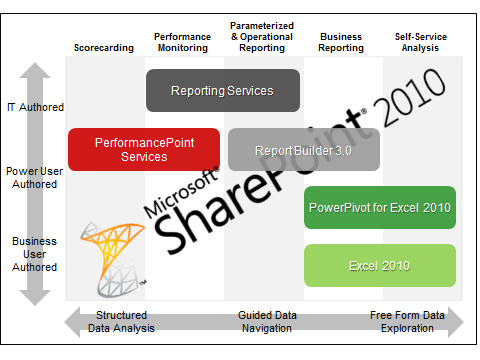 Scorecarding
Performance
Monitoring
Parameterized
& Operational
Reporting
Business
Reporting
Self-Service
Analysis
IT Authored
Reporting Services
PerformancePoint
Services
Report Builder 3.0
Power User
Authored
PowerPivot for Excel 2010
Business
User
Authored
Excel 2010
Microsoft®
SharePoint® 2010
Structured
Data Analysis
Guided Data
Navigation
Free Form Data
Exploration